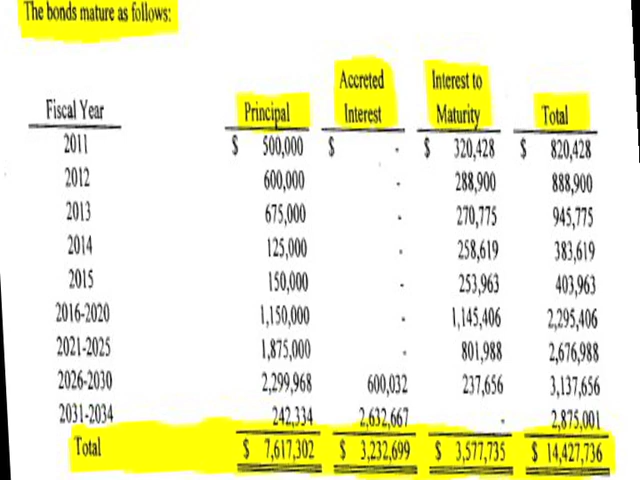 The bonds mature as follows:
Accreted Interest to
Fiscal Year Principal Interest Maturity Total
2011 $ 500,000 $ - $ 320,428 $ 820,428
2012 600,000 - 288,900 888,900
2013 675,000 - 270,775 945,775
2014 125,000 - 258,619 383,619
2015 150,000 - 253,963 403,963
2016-2020 1,150,000 - 1,145,406 2,295,406
2021-2025 1,875,000 - 801,988 2,676,988
2026-2030 2,299,968 600,032 237,656 3,137,656
2031-2034 242,334 2,632,667 - 2,875,001
Total $ 7,617,302 $ 3,232,699 $ 3,577,735 $ 14,427,736